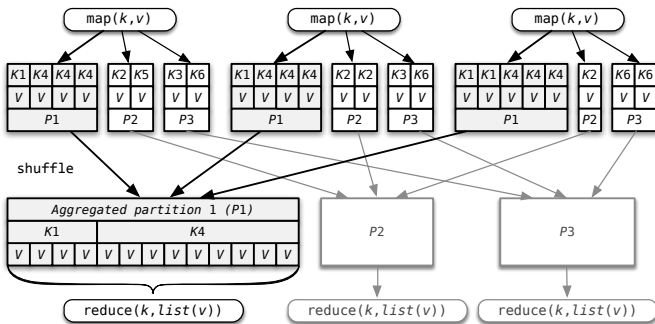 map(k,v) map(k,v) map(k,v)
K1 K4 K4 K4 K2 K5 K3 K6 K1 K4 K4 K4 K2 K2 K3 K6 K1 K1 K4 K4 K4 K2 K6 K6
V V V V V V V V V V V V V V V V V V V V V V V V
P1 P2 P3 P1 P2 P3 P1 P2 P3
shuffle
Aggregated partition 1 (P1)
K1 K4
P2 P3
V V V V V V V V V V
reduce(k,list(v)) reduce(k,list(v)) reduce(k,list(v))